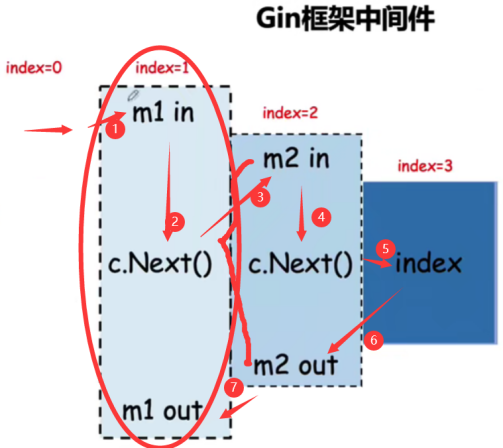 Gin框架中间件
index=0
index=1
m1 in
index=2
m2 in
index=3
1
2
3
4
5
c.Next()
c.Next()
index
6
m2 out
7
m1 out